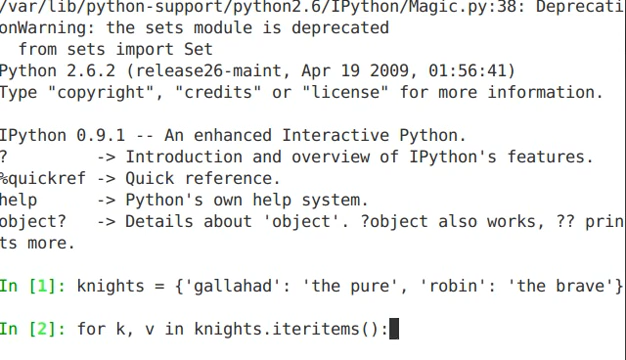 /var/lib/python-support/python2.6/IPython/Magic.py:38: Deprecati
onWarning: the sets module is deprecated
from sets import Set
Python 2.6.2 (release26-maint, Apr 19 2009, 01:56:41)
Type "copyright", "credits" or "license" for more information.
IPython 0.9.1 -- An enhanced Interactive Python.
? -> Introduction and overview of IPython's features.
%quickref -> Quick reference.
help -> Python's own help system.
object? -> Details about 'object'. ?object also works, ?? prin
ts more.
In [1]: knights = {'gallahad': 'the pure', 'robin': 'the brave'}
In [2]: for k, v in knights.iteritems():